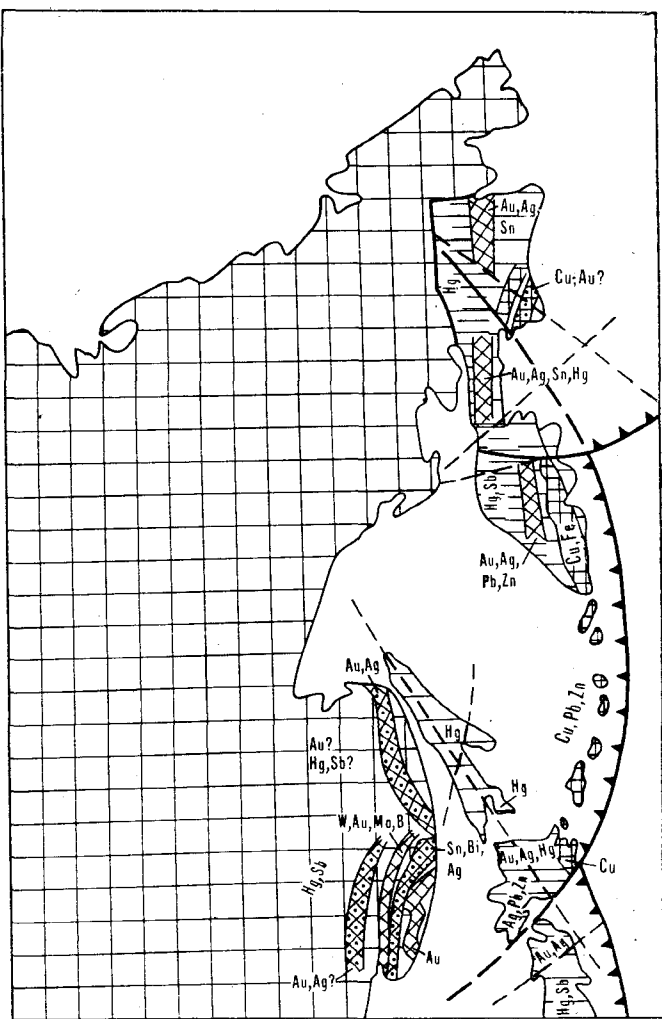 Au,Ag,
Sn
Hg
Cu;Au?
Au,Ag,Sn,Hg
Hg,Sb
Cu,Fe
Au,Ag,
Pb,Zn
Au,Ag
Cu,Pb,Zn
Au?
Hg,Sb?
Hg
Hg
W,Au,Mo,B
Sn,Bi,
Ag
Au,Ag,Hg
Cu
Hg,Sb
Ag,Pb,Zn
Au
Au,Ag
Au,Ag?
Hg,Sb